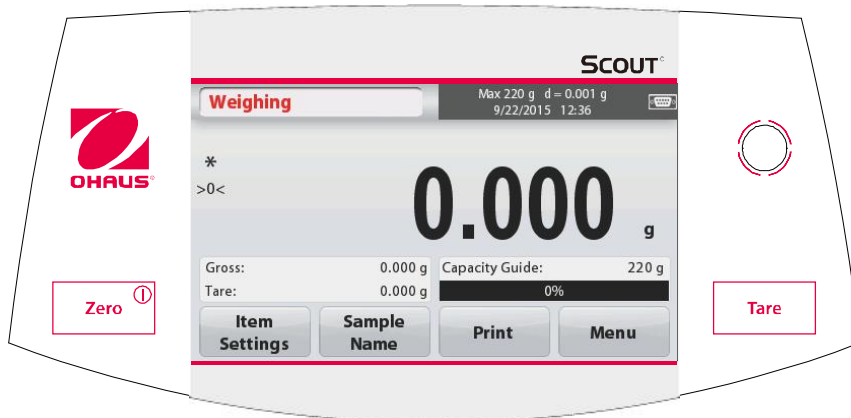 SCOUT
Weighing
Max 220 g d = 0.001 g
9/22/2015 12:36
OHAUS
*
>0<
0.000 g
Gross: 0.000 g
Tare: 0.000 g
Capacity Guide: 220 g
0%
Zero
Tare
Item Settings
Sample Name
Print
Menu